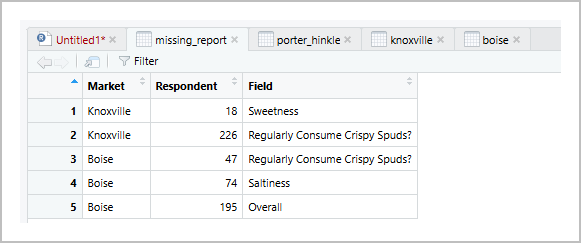 Untitled1* missing_report porter_hinkle knoxville boise
Filter
Market Respondent Field
1 Knoxville 18 Sweetness
2 Knoxville 226 Regularly Consume Crispy Spuds?
3 Boise 47 Regularly Consume Crispy Spuds?
4 Boise 74 Saltiness
5 Boise 195 Overall